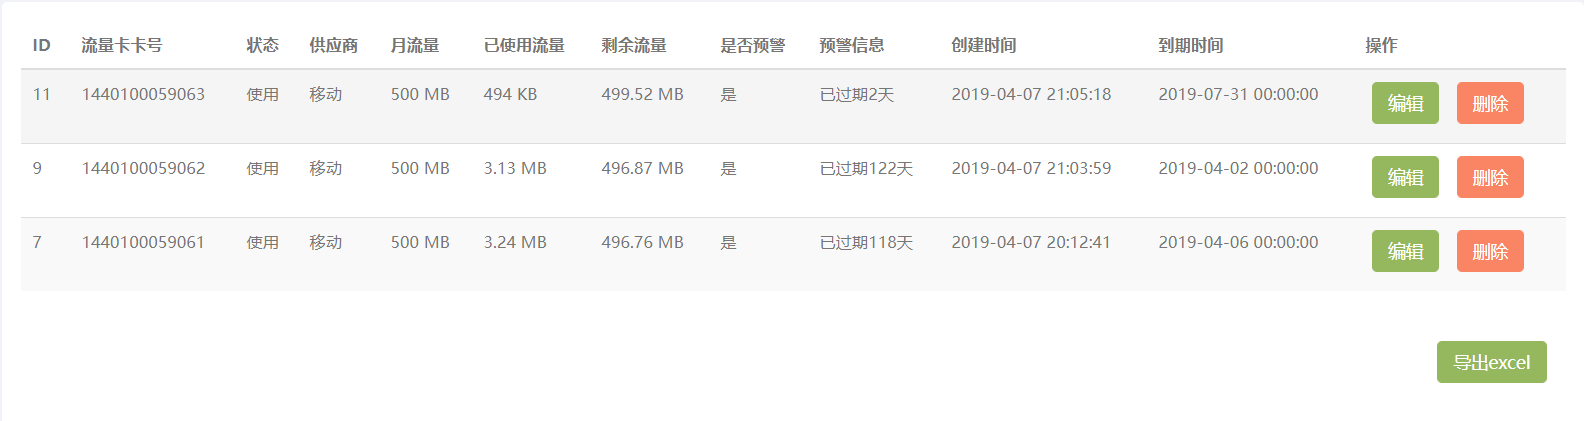 ID 流量卡卡号 状态 供应商 月流量 已使用流量 剩余流量 是否预警 预警信息 创建时间 到期时间 操作
11 1440100059063 使用 移动 500 MB 494 KB 499.52 MB 是 已过期2天 2019-04-07 21:05:18 2019-07-31 00:00:00 编辑 删除
9 1440100059062 使用 移动 500 MB 3.13 MB 496.87 MB 是 已过期122天 2019-04-07 21:03:59 2019-04-02 00:00:00 编辑 删除
7 1440100059061 使用 移动 500 MB 3.24 MB 496.76 MB 是 已过期118天 2019-04-07 20:12:41 2019-04-06 00:00:00 编辑 删除
导出excel